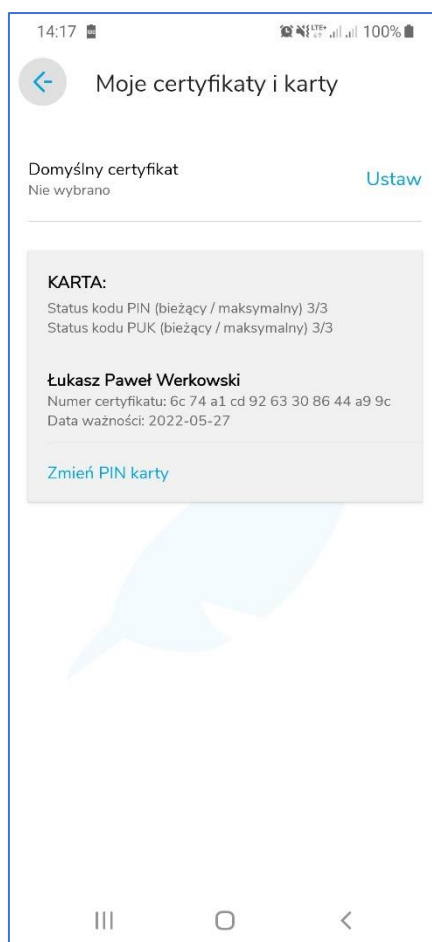 14:17 LTE+ 100%
Moje certyfikaty i karty
Domyślny certyfikat
Nie wybrano
Ustaw
KARTA:
Status kodu PIN (bieżący / maksymalny) 3/3
Status kodu PUK (bieżący / maksymalny) 3/3
Łukasz Paweł Werkowski
Numer certyfikatu: 6c 74 a1 cd 92 63 30 86 44 a9 9c
Data ważności: 2022-05-27
Zmień PIN karty